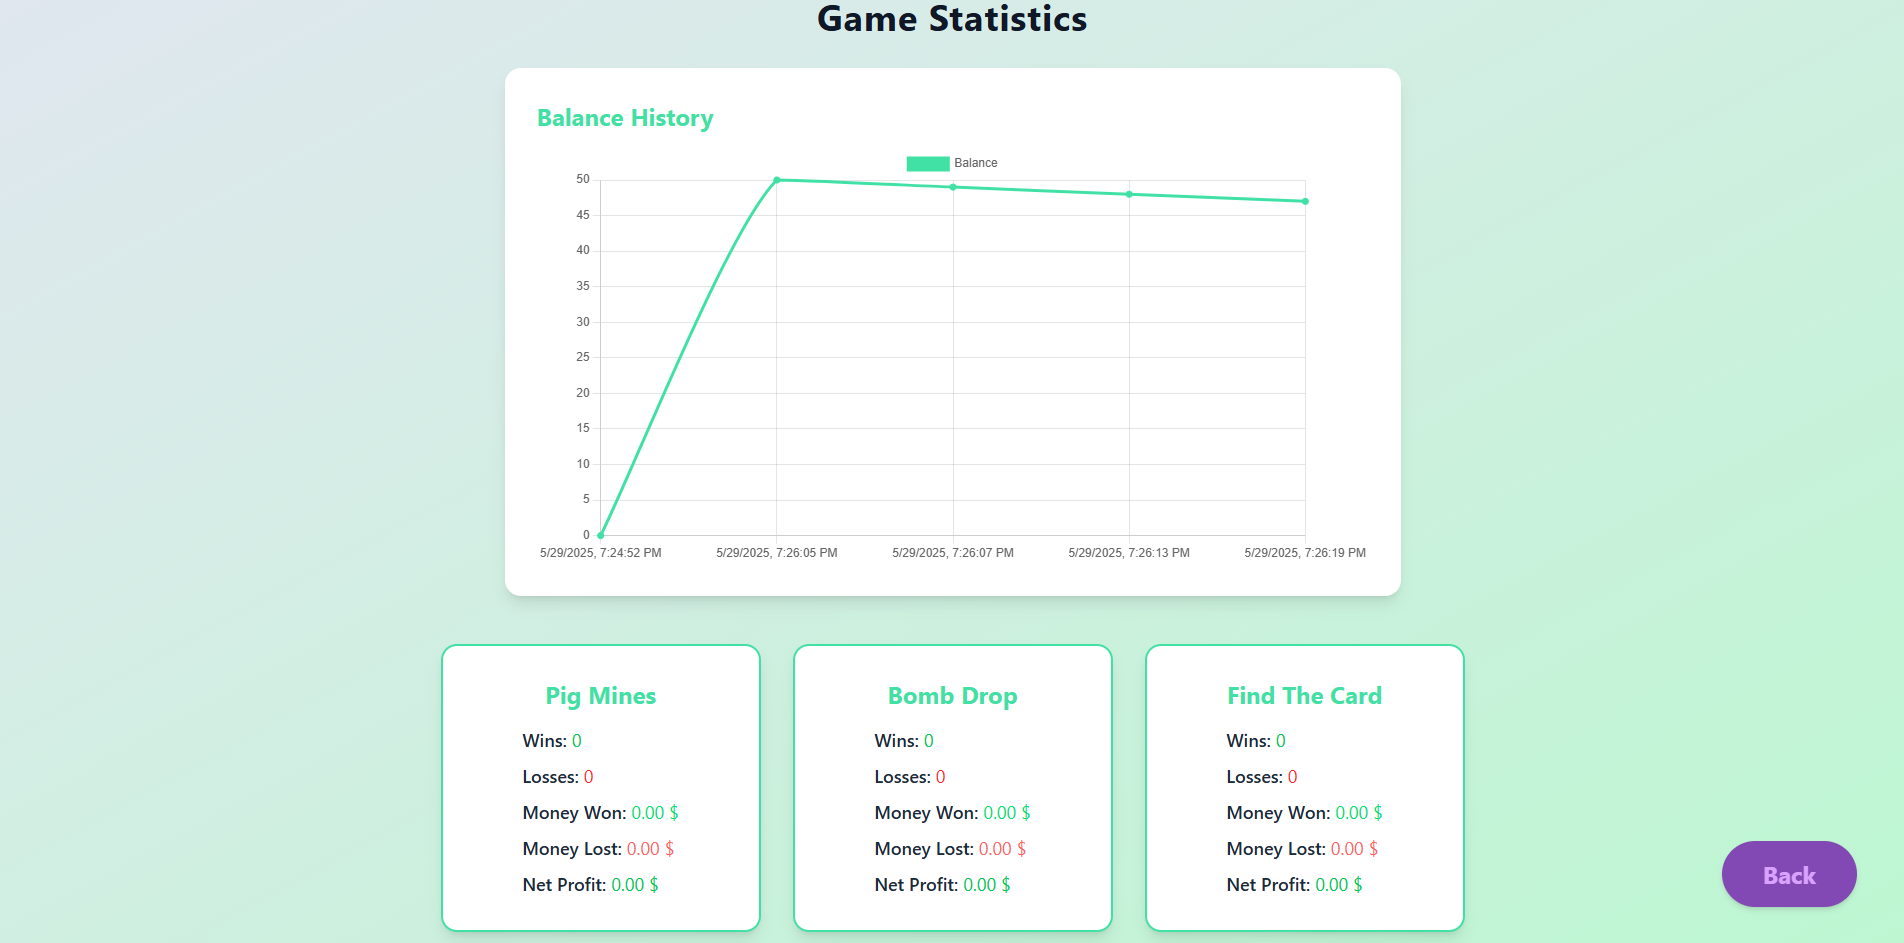 Game Statistics
Balance History
Balance
50
45
40
35
30
25
20
15
10
5
0
5/29/2025, 7:24:52 PM 5/29/2025, 7:26:05 PM 5/29/2025, 7:26:07 PM 5/29/2025, 7:26:13 PM 5/29/2025, 7:26:19 PM
Pig Mines
Wins: 0
Losses: 0
Money Won: 0.00 $
Money Lost: 0.00 $
Net Profit: 0.00 $
Bomb Drop
Wins: 0
Losses: 0
Money Won: 0.00 $
Money Lost: 0.00 $
Net Profit: 0.00 $
Find The Card
Wins: 0
Losses: 0
Money Won: 0.00 $
Money Lost: 0.00 $
Net Profit: 0.00 $
Back